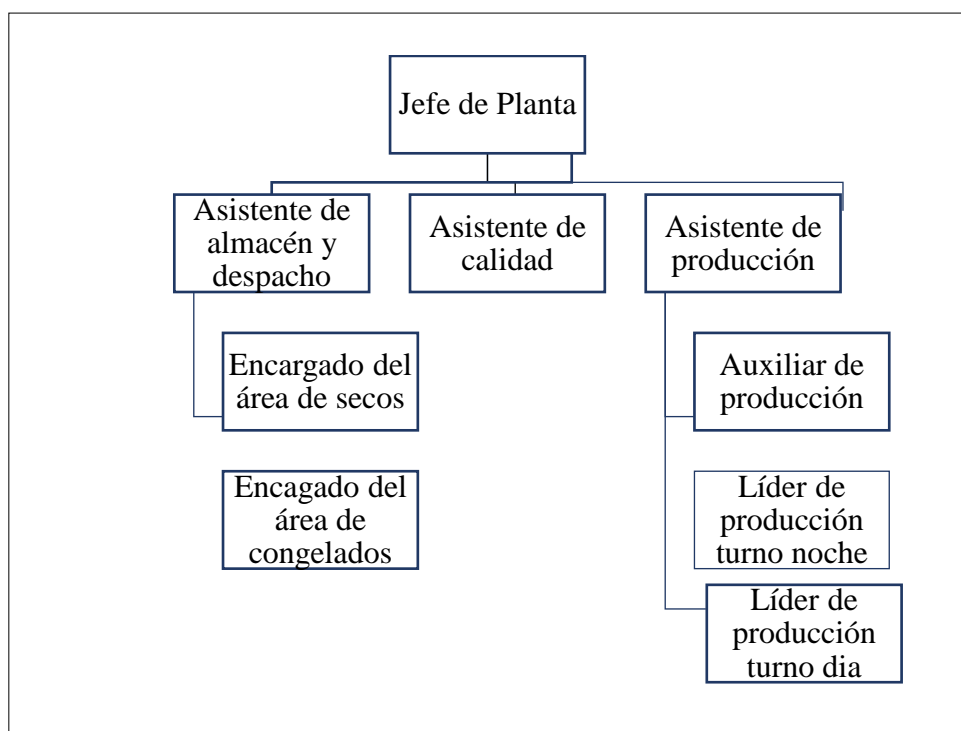 Jefe de Planta
Asistente de
almacén y
despacho
Asistente de
calidad
Asistente de
producción
Encargado del
área de secos
Auxiliar de
producción
Encagado del
área de
congelados
Líder de
producción
turno noche
Líder de
producción
turno dia